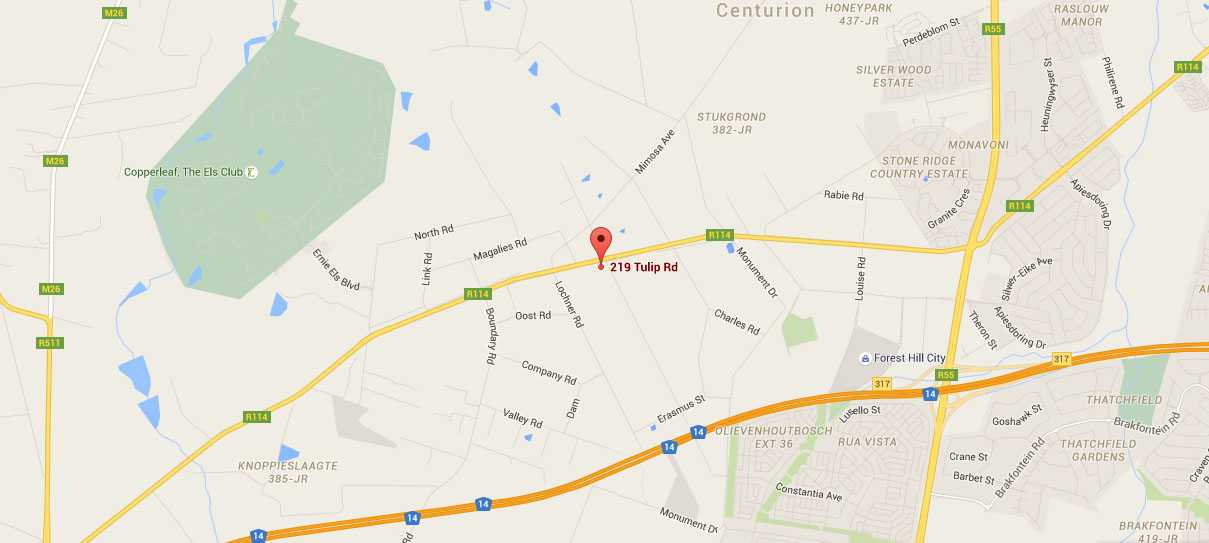 M26
Centurion
HONEYPARK
437-JR
RASLOUW
MANOR
R55
Perdeblom St
R114
SILVER WOOD
ESTATE
Philirene Rd
Heuningwyser St
STUKGROND
382-JR
Mimosa Ave
MONAVONI
M26
STONE RIDGE
COUNTRY ESTATE
Copperleaf, The Els Club
Rabie Rd
Granite Cres
R114
Apiesdoring Dr
North Rd
R114
Magalies Rd
Ernie Els Blvd
Link Rd
219 Tulip Rd
Monument Dr
Louise Rd
Silwer-Eike Ave
M26
R114
Lochner Rd
Boundary Rd
Oost Rd
Charles Rd
Theron St
Apiesdoring Dr
R511
Forest Hill City
317
Company Rd
317
R55
14
Dam
Erasmus St
Valley Rd
R114
Lusello St
Goshawk St
THATCHFIELD
Brakfontein Rd
14
14
OLIEVENHOUTBOSCH
EXT 36
RUA VISTA
THATCHFIELD
GARDENS
Crane St
Barbet St
Brakfontein Rd
KNOPPIESLAAGTE
385-JR
Constantia Ave
Craven
14
14
Monument Dr
14
Rd
BRAKFONTEIN
419-JR